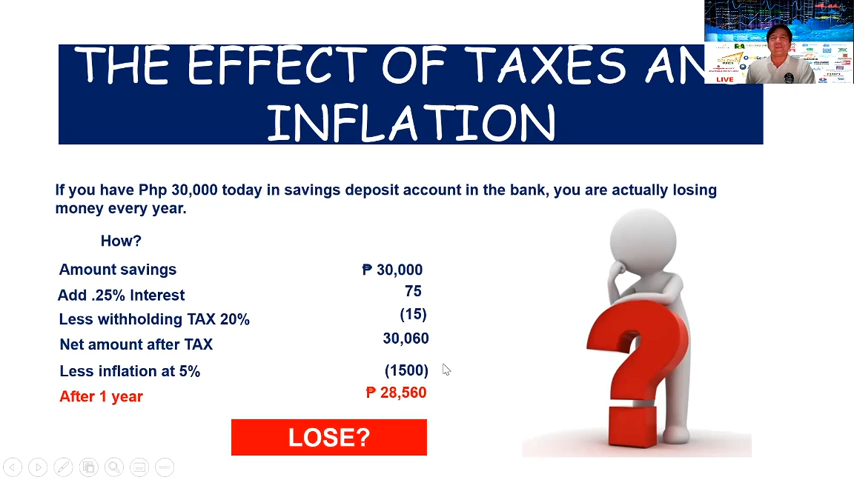 THE EFFECT OF TAXES AN
INFLATION
LIVE
If you have Php 30,000 today in savings deposit account in the bank, you are actually losing
money every year.
How?
Amount savings ₱ 30,000
Add .25% Interest 75
Less withholding TAX 20% (15)
Net amount after TAX 30,060
Less inflation at 5% (1500)
After 1 year ₱ 28,560
LOSE?